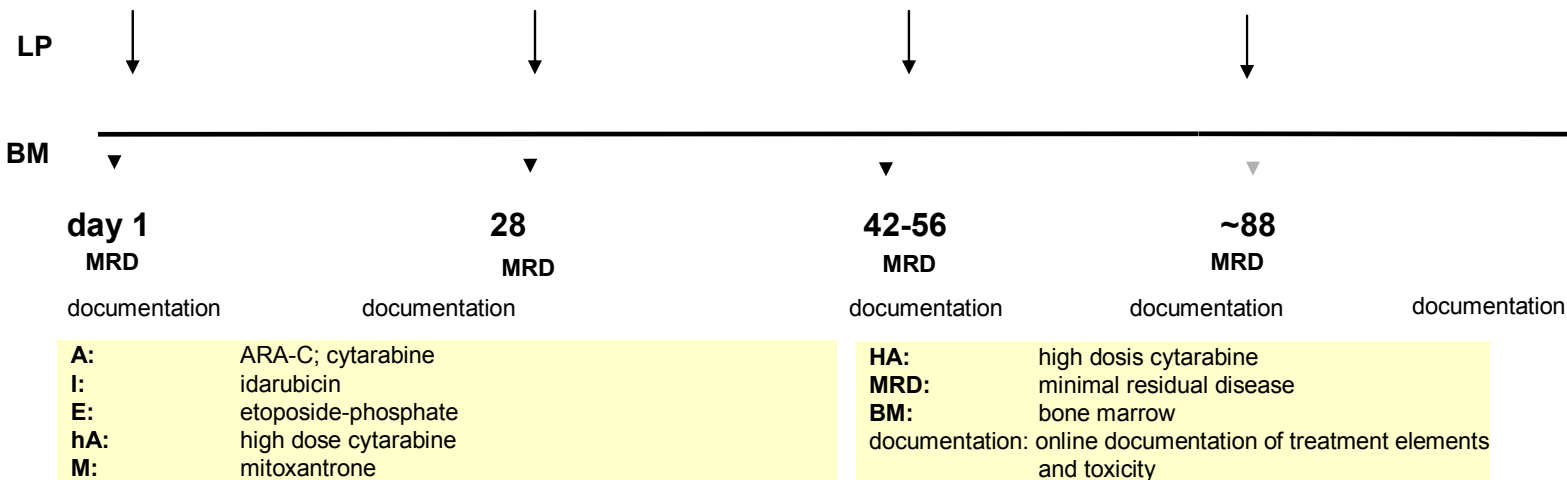 LP
BM
day 1 28 42-56 ~88
MRD MRD MRD MRD
documentation documentation documentation documentation documentation
A: ARA-C; cytarabine
I: idarubicin
E: etoposide-phosphate
hA: high dose cytarabine
M: mitoxantrone
HA: high dosis cytarabine
MRD: minimal residual disease
BM: bone marrow
documentation: online documentation of treatment elements
and toxicity